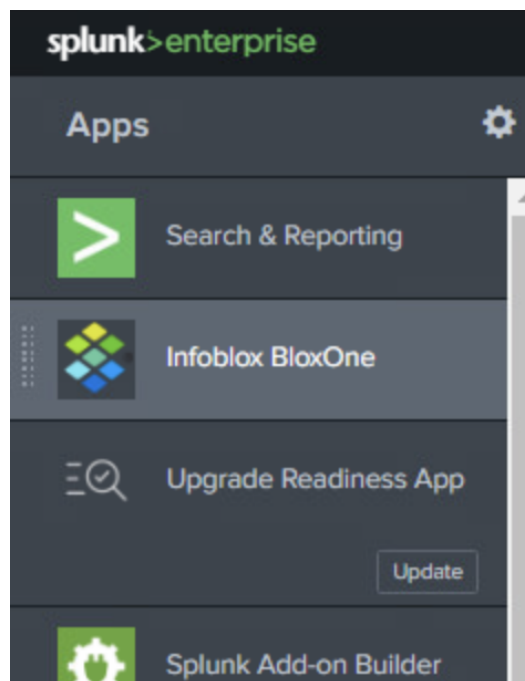 splunk>enterprise
Apps
Search & Reporting
Infoblox BloxOne
Upgrade Readiness App
Update
Splunk Add-on Builder